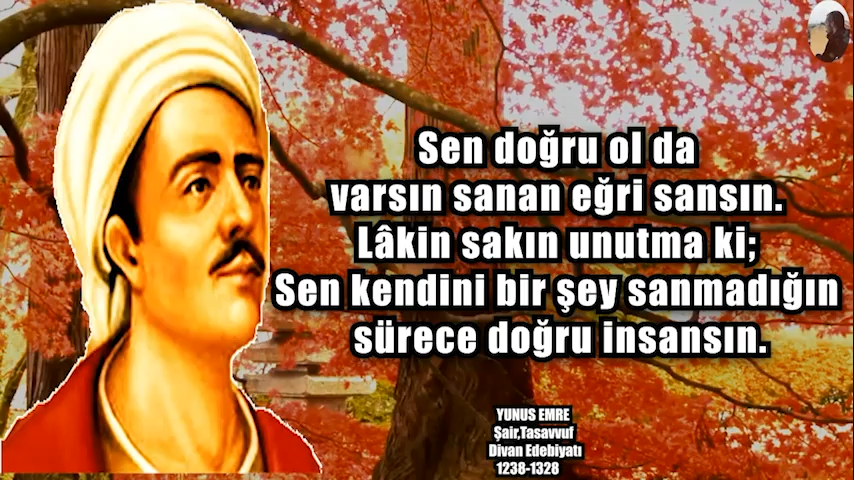 Sen doğru ol da
varsın sanan eğri sansın.
Lâkin sakın unutma ki;
Sen kendini bir şey sanmadığın
sürece doğru insansın.
YUNUS EMRE
Şair,Tasavvuf
Divan Edebiyatı
1238-1328